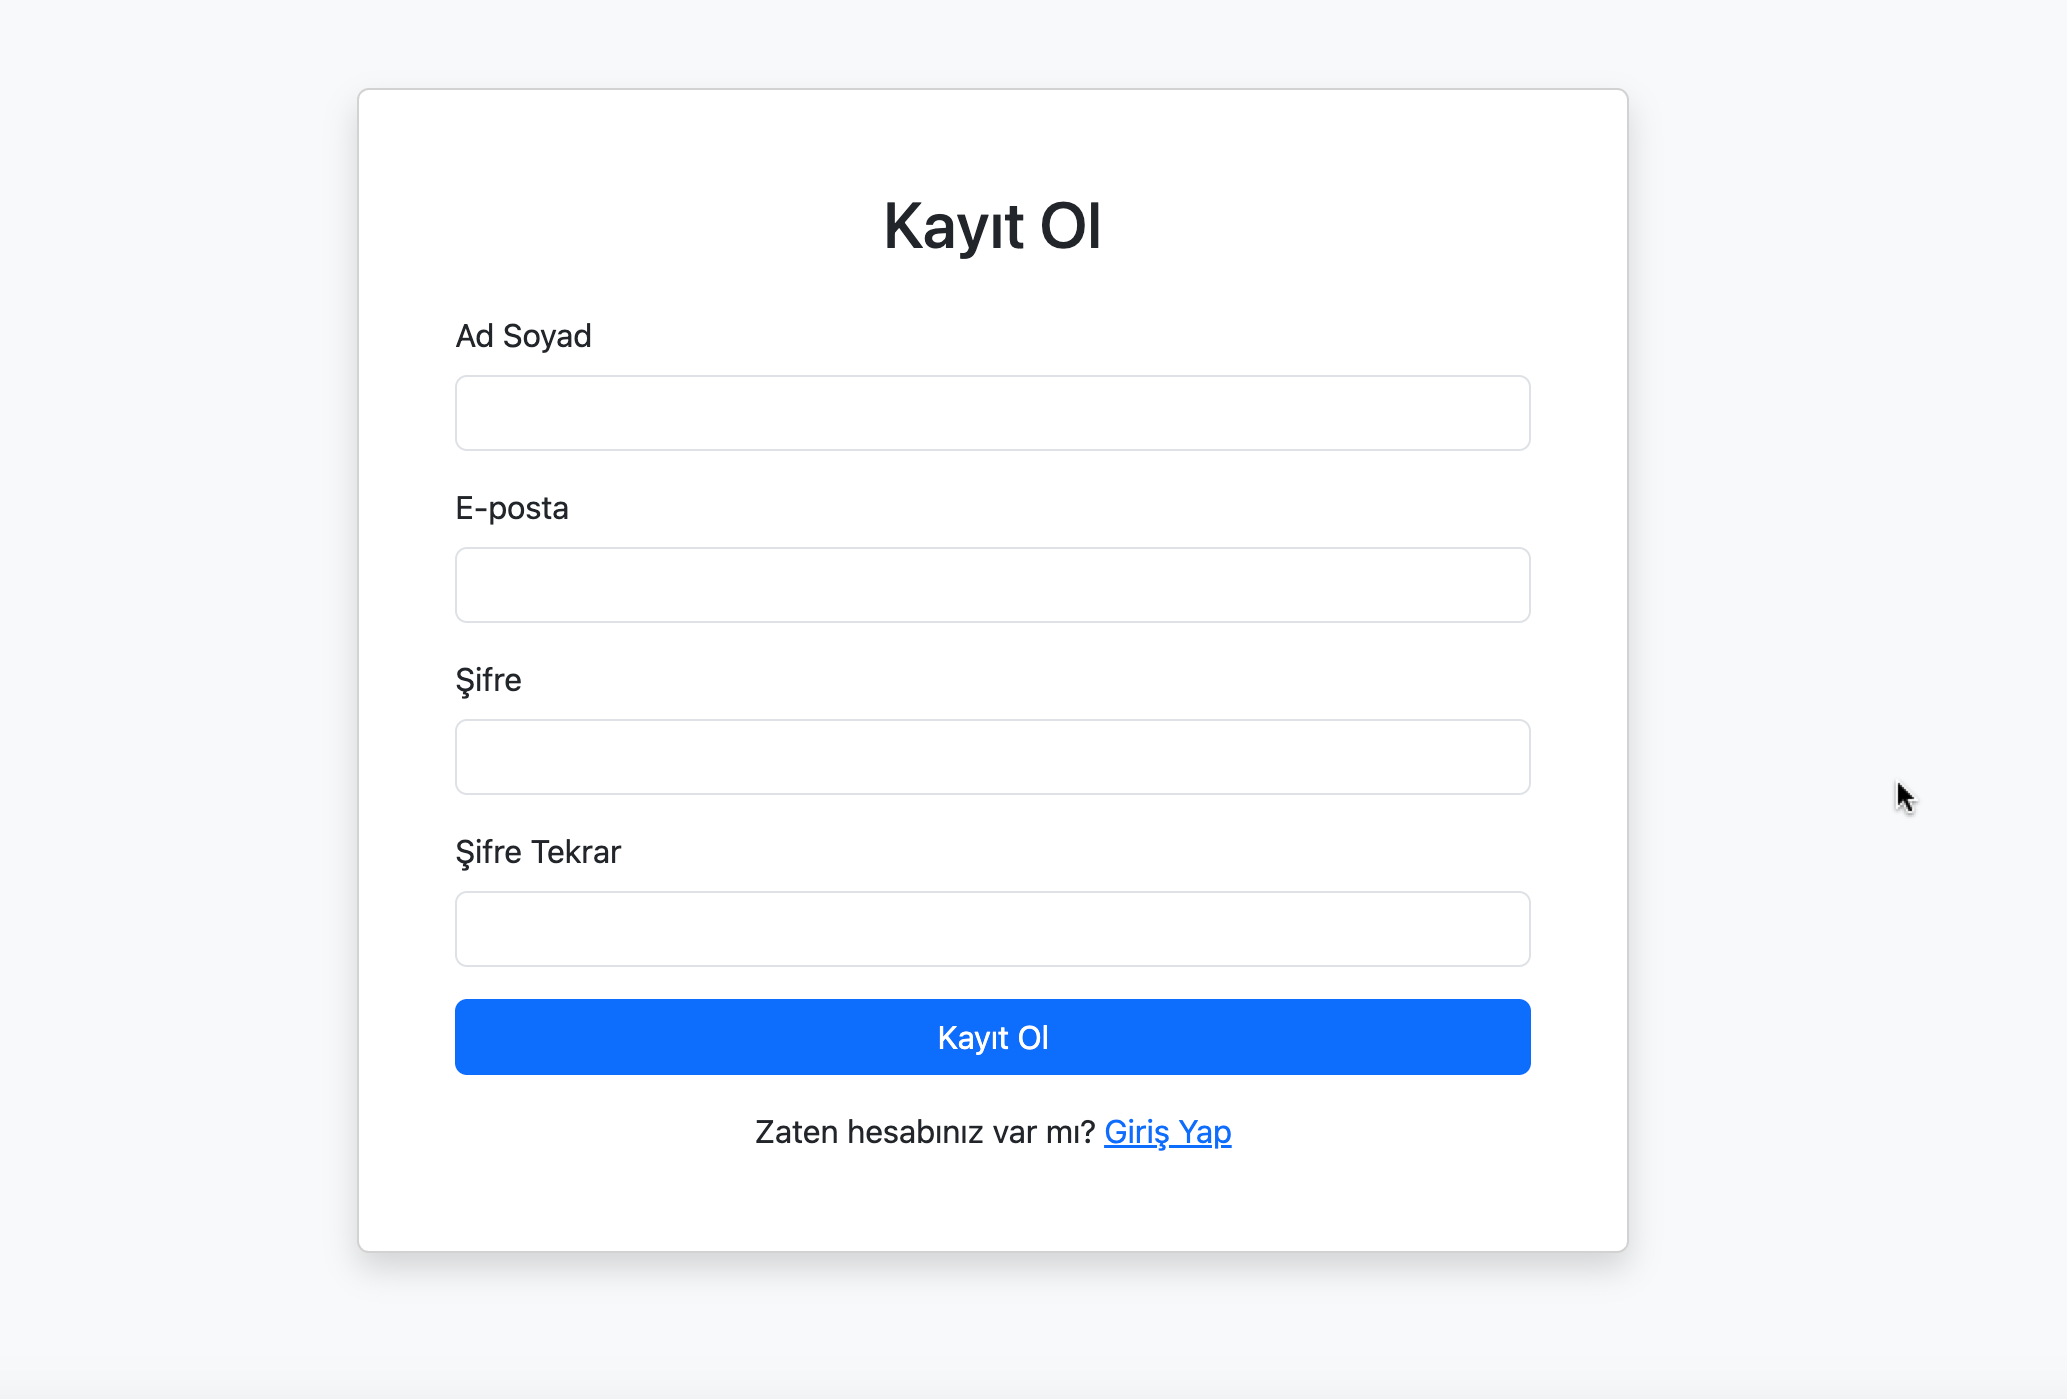 Kayıt Ol
Ad Soyad
E-posta
Şifre
Şifre Tekrar
Kayıt Ol
Zaten hesabınız var mı? Giriş Yap